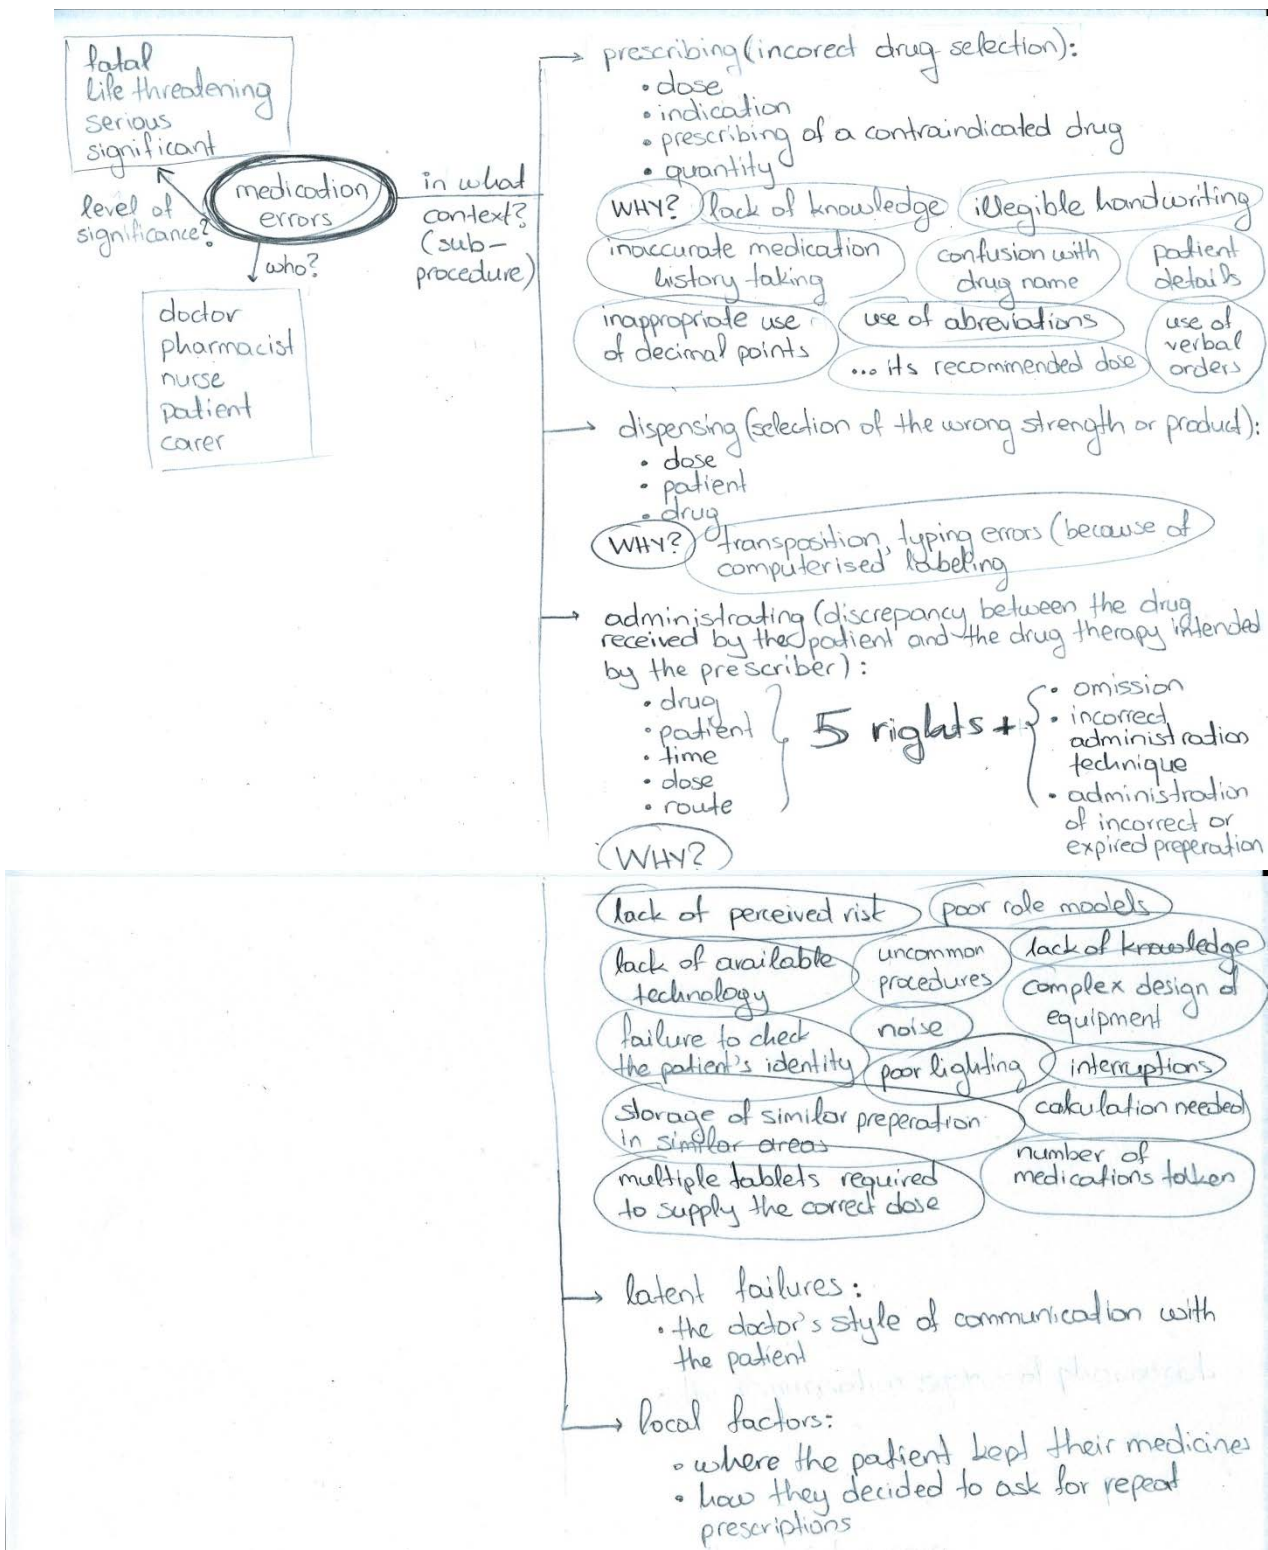 fatal
life threatening
serious
significant
level of
significance?
medication
errors
who?
doctor
pharmacist
nurse
patient
carer
in what
context?
(sub-
procedure)
prescribing (incorect drug selection):
• dose
• indication
• prescribing of a contraindicated drug
• quantity
WHY? lack of knowledge illegible handwriting
inaccurate medication
history taking
confusion with
drug name
patient
details
inappropriate use
of decimal points
use of abreviations
... its recommended dose
use of
verbal
orders
dispensing (selection of the wrong strength or product):
• dose
• patient
• drug
WHY? transposition, typing errors (because of
computerised labeling
administrating (discrepancy between the drug
received by the patient and the drug therapy intended
by the prescriber):
• drug
• patient
• time
• dose
• route
5 rights +
• omission
• incorrect
administration
technique
• administration
of incorrect or
expired preperation
WHY?
lack of perceived risk poor role models
lack of available
technology
uncommon
procedures
lack of knowledge
complex design of
equipment
failure to check
the patient's identity
noise
poor lighting
interruptions
storage of similar preperation
in similar areas
calculation needed
multiple tablets required
to supply the correct dose
number of
medications taken
latent failures:
• the doctor's style of communication with
the patient
local factors:
• where the patient kept their medicines
• how they decided to ask for repeat
prescriptions